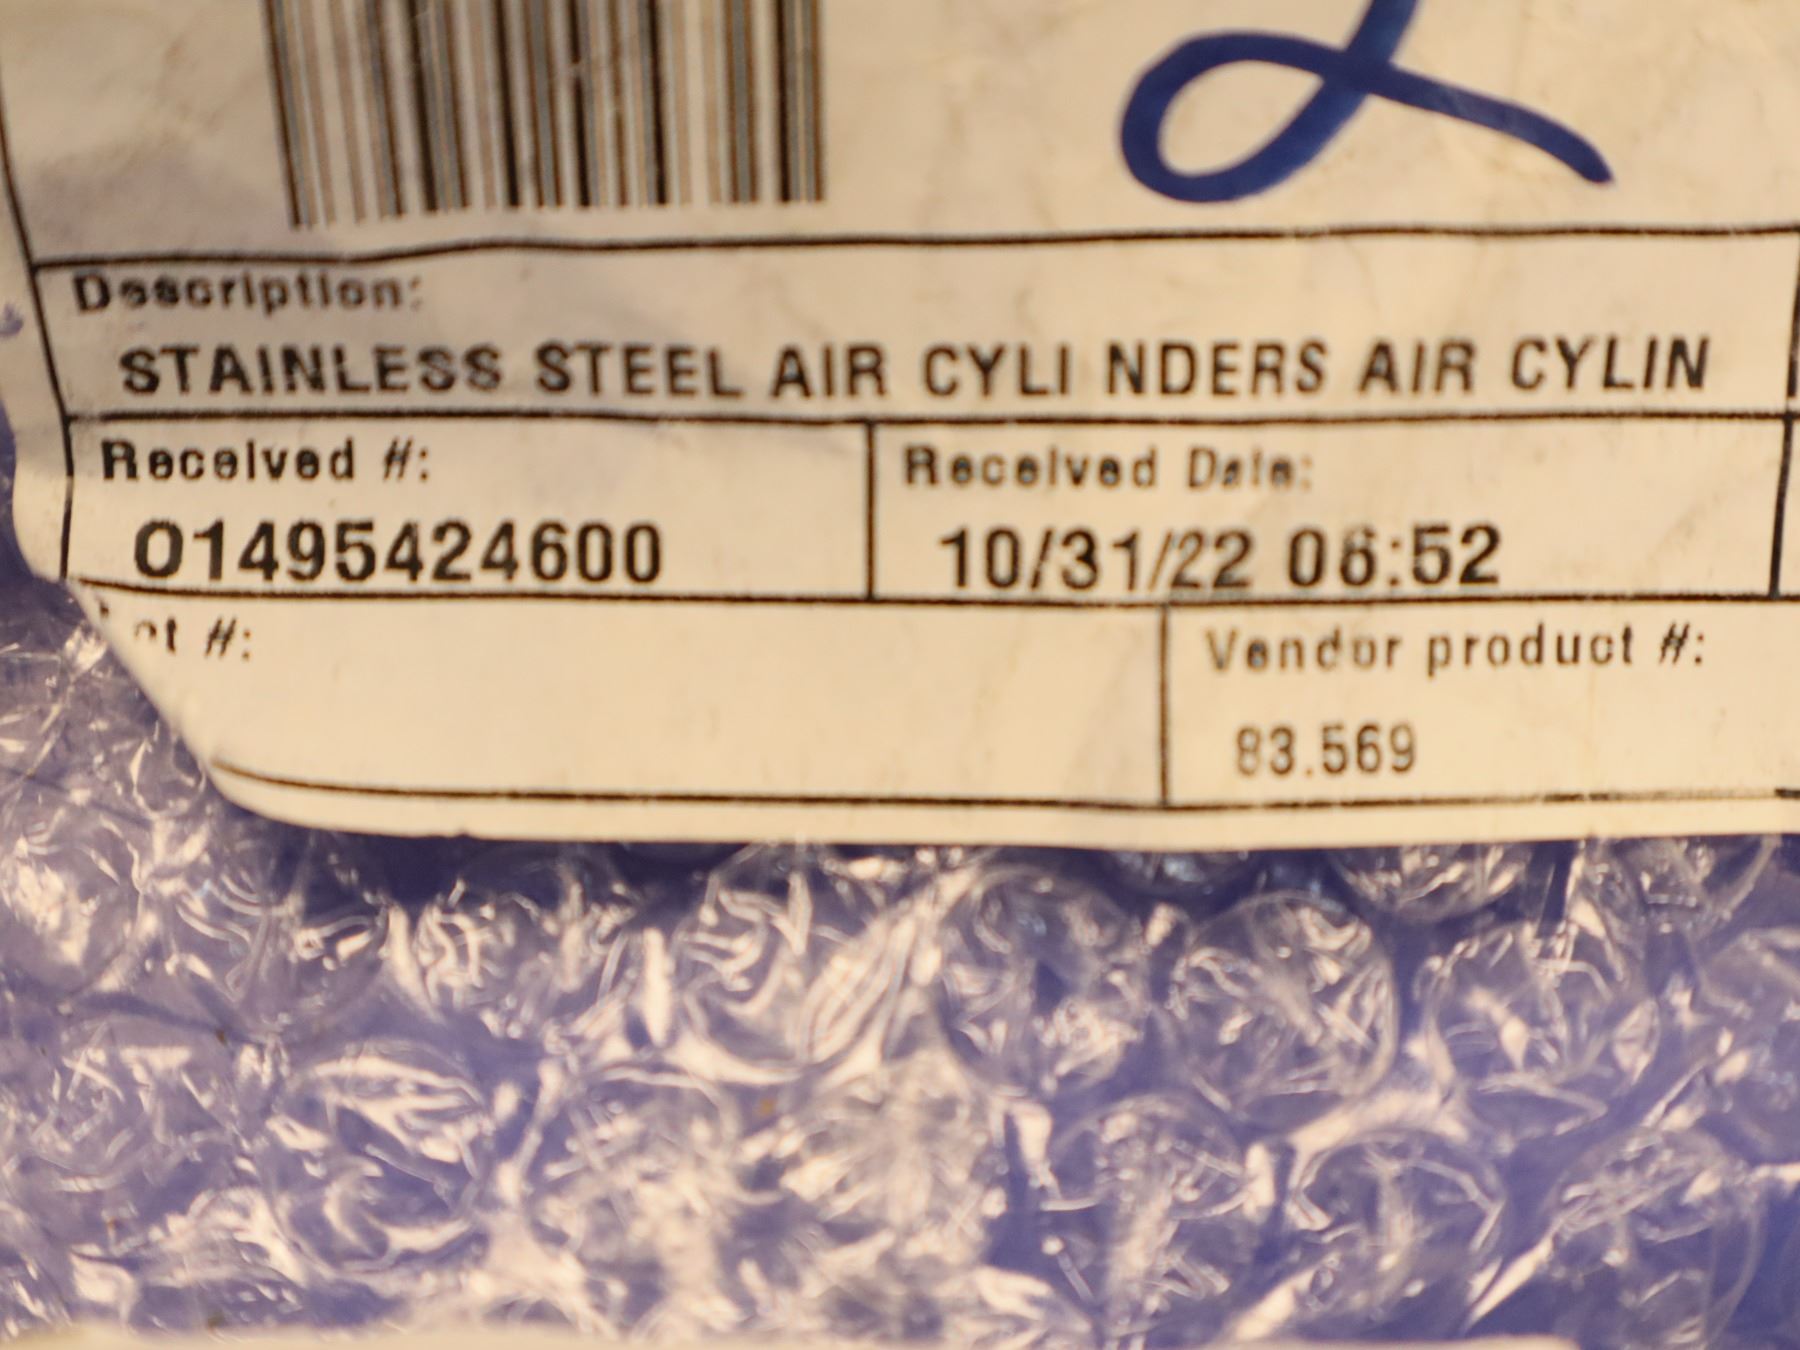 Description:
STAINLESS STEEL AIR CYLI NDERS AIR CYLIN
Received #:
O1495424600
Received Date:
10/31/22 06:52
#:
Vendor product #:
83.569